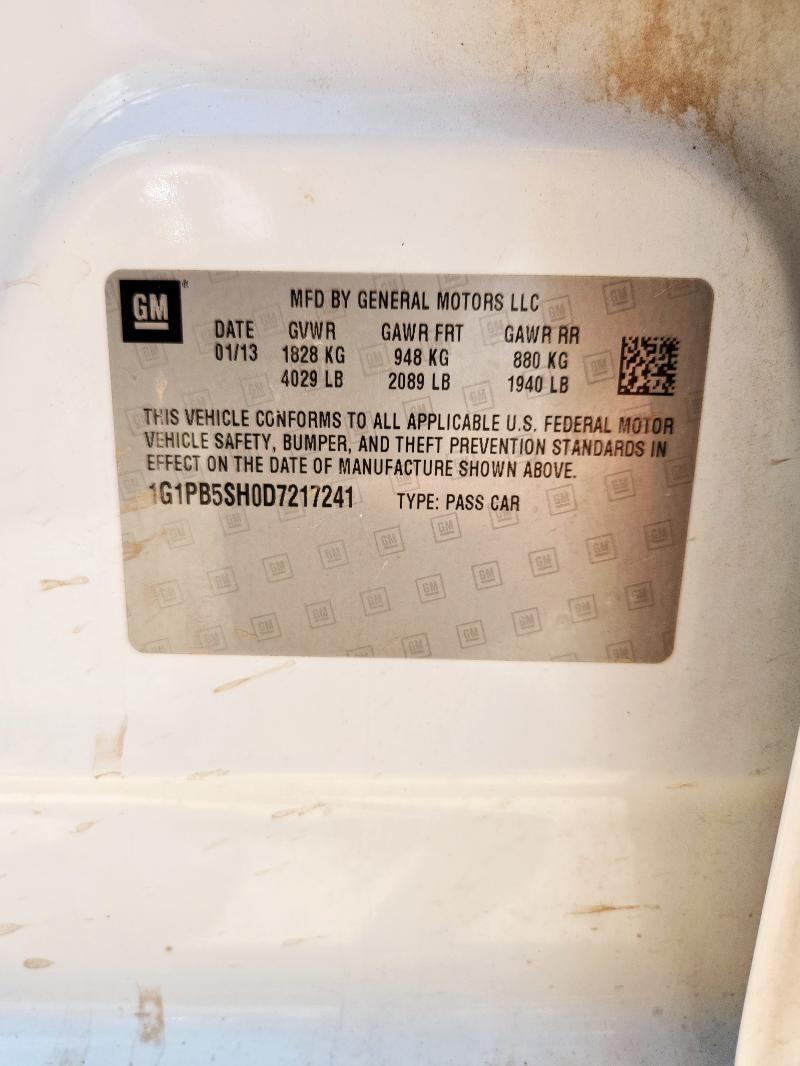 GM
MFD BY GENERAL MOTORS LLC
DATE GVWR GAWR FRT GAWR RR
01/13 1828 KG 948 KG 880 KG
4029 LB 2089 LB 1940 LB
THIS VEHICLE CONFORMS TO ALL APPLICABLE U.S. FEDERAL MOTOR
VEHICLE SAFETY, BUMPER, AND THEFT PREVENTION STANDARDS IN
EFFECT ON THE DATE OF MANUFACTURE SHOWN ABOVE.
1G1PB5SH0D7217241 TYPE: PASS CAR